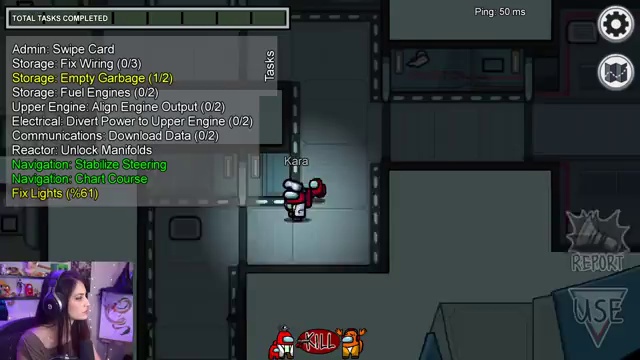 TOTAL TASKS COMPLETED
Ping: 50 ms
Tasks
Admin: Swipe Card
Storage: Fix Wiring (0/3)
Storage: Empty Garbage (1/2)
Storage: Fuel Engines (0/2)
Upper Engine: Align Engine Output (0/2)
Electrical: Divert Power to Upper Engine (0/2)
Communications: Download Data (0/2)
Reactor: Unlock Manifolds
Navigation: Stabilize Steering
Navigation: Chart Course
Fix Lights (%61)
Kara
REPORT
USE
KILL